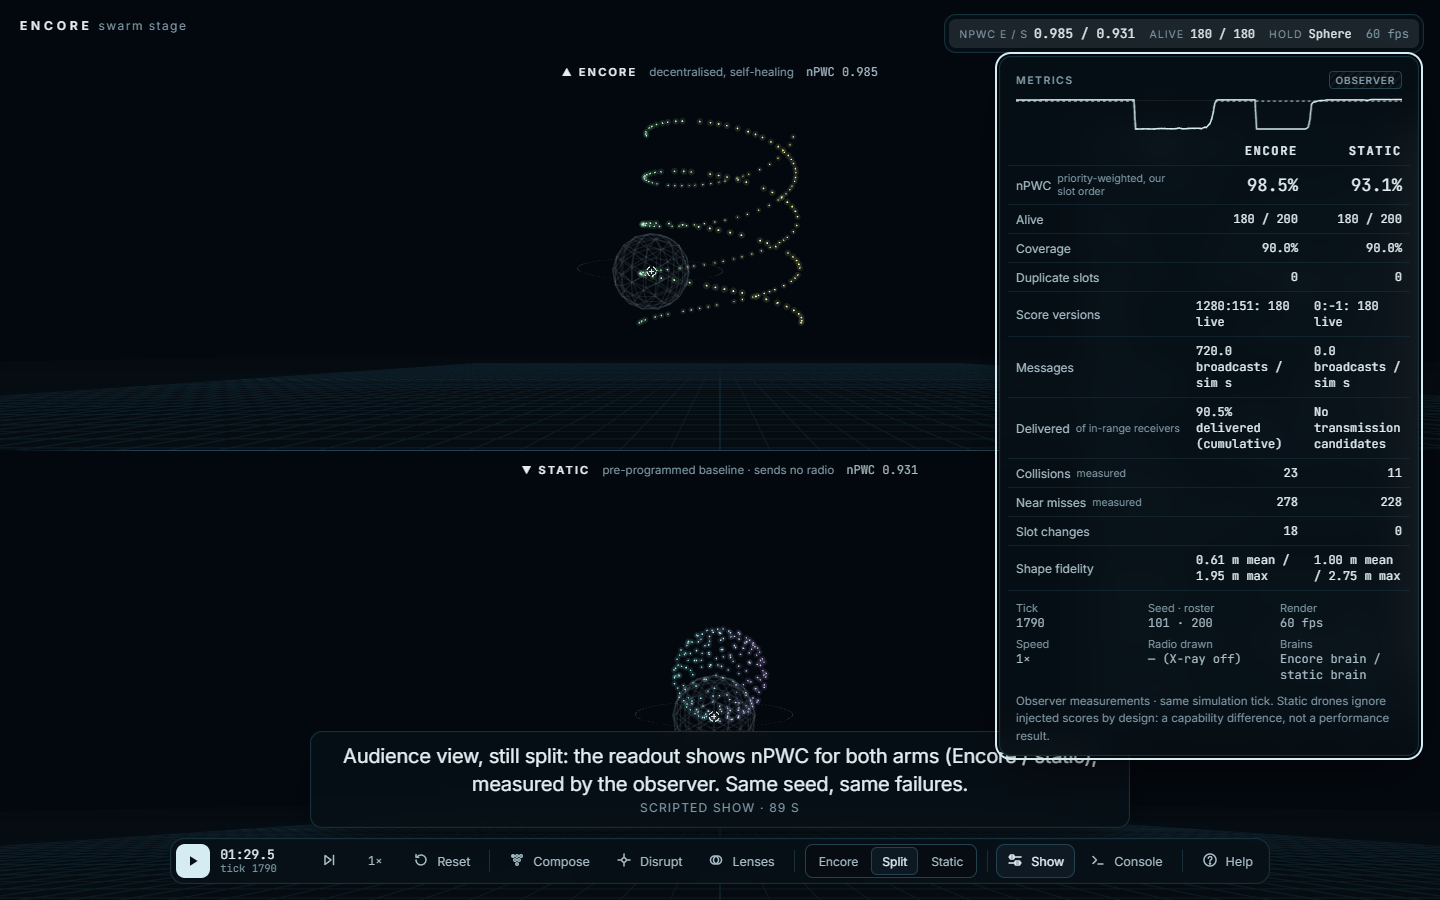 ENCORE swarm stage
NPWC E / S 0.985 / 0.931 ALIVE 180 / 180 HOLD Sphere 60 fps
▲ ENCORE decentralised, self-healing nPWC 0.985
METRICS OBSERVER
ENCORE STATIC
nPWC priority-weighted, our slot order 98.5% 93.1%
Alive 180 / 200 180 / 200
Coverage 90.0% 90.0%
Duplicate slots 0 0
Score versions 1280:151: 180 live 0:-1: 180 live
Messages 720.0 broadcasts / sim s 0.0 broadcasts / sim s
Delivered of in-range receivers 90.5% delivered (cumulative) No transmission candidates
Collisions measured 23 11
Near misses measured 278 228
Slot changes 18 0
Shape fidelity 0.61 m mean / 1.95 m max 1.00 m mean / 2.75 m max
Tick Seed · roster Render
1790 101 · 200 60 fps
Speed Radio drawn Brains
1× — (X-ray off) Encore brain / static brain
Observer measurements · same simulation tick. Static drones ignore
injected scores by design: a capability difference, not a performance
result.
▼ STATIC pre-programmed baseline · sends no radio nPWC 0.931
Audience view, still split: the readout shows nPWC for both arms (Encore / Static),
measured by the observer. Same seed, same failures.
SCRIPTED SHOW · 89 S
01:29.5
tick 1790
1× Reset Compose Disrupt Lenses Encore Split Static Show Console Help